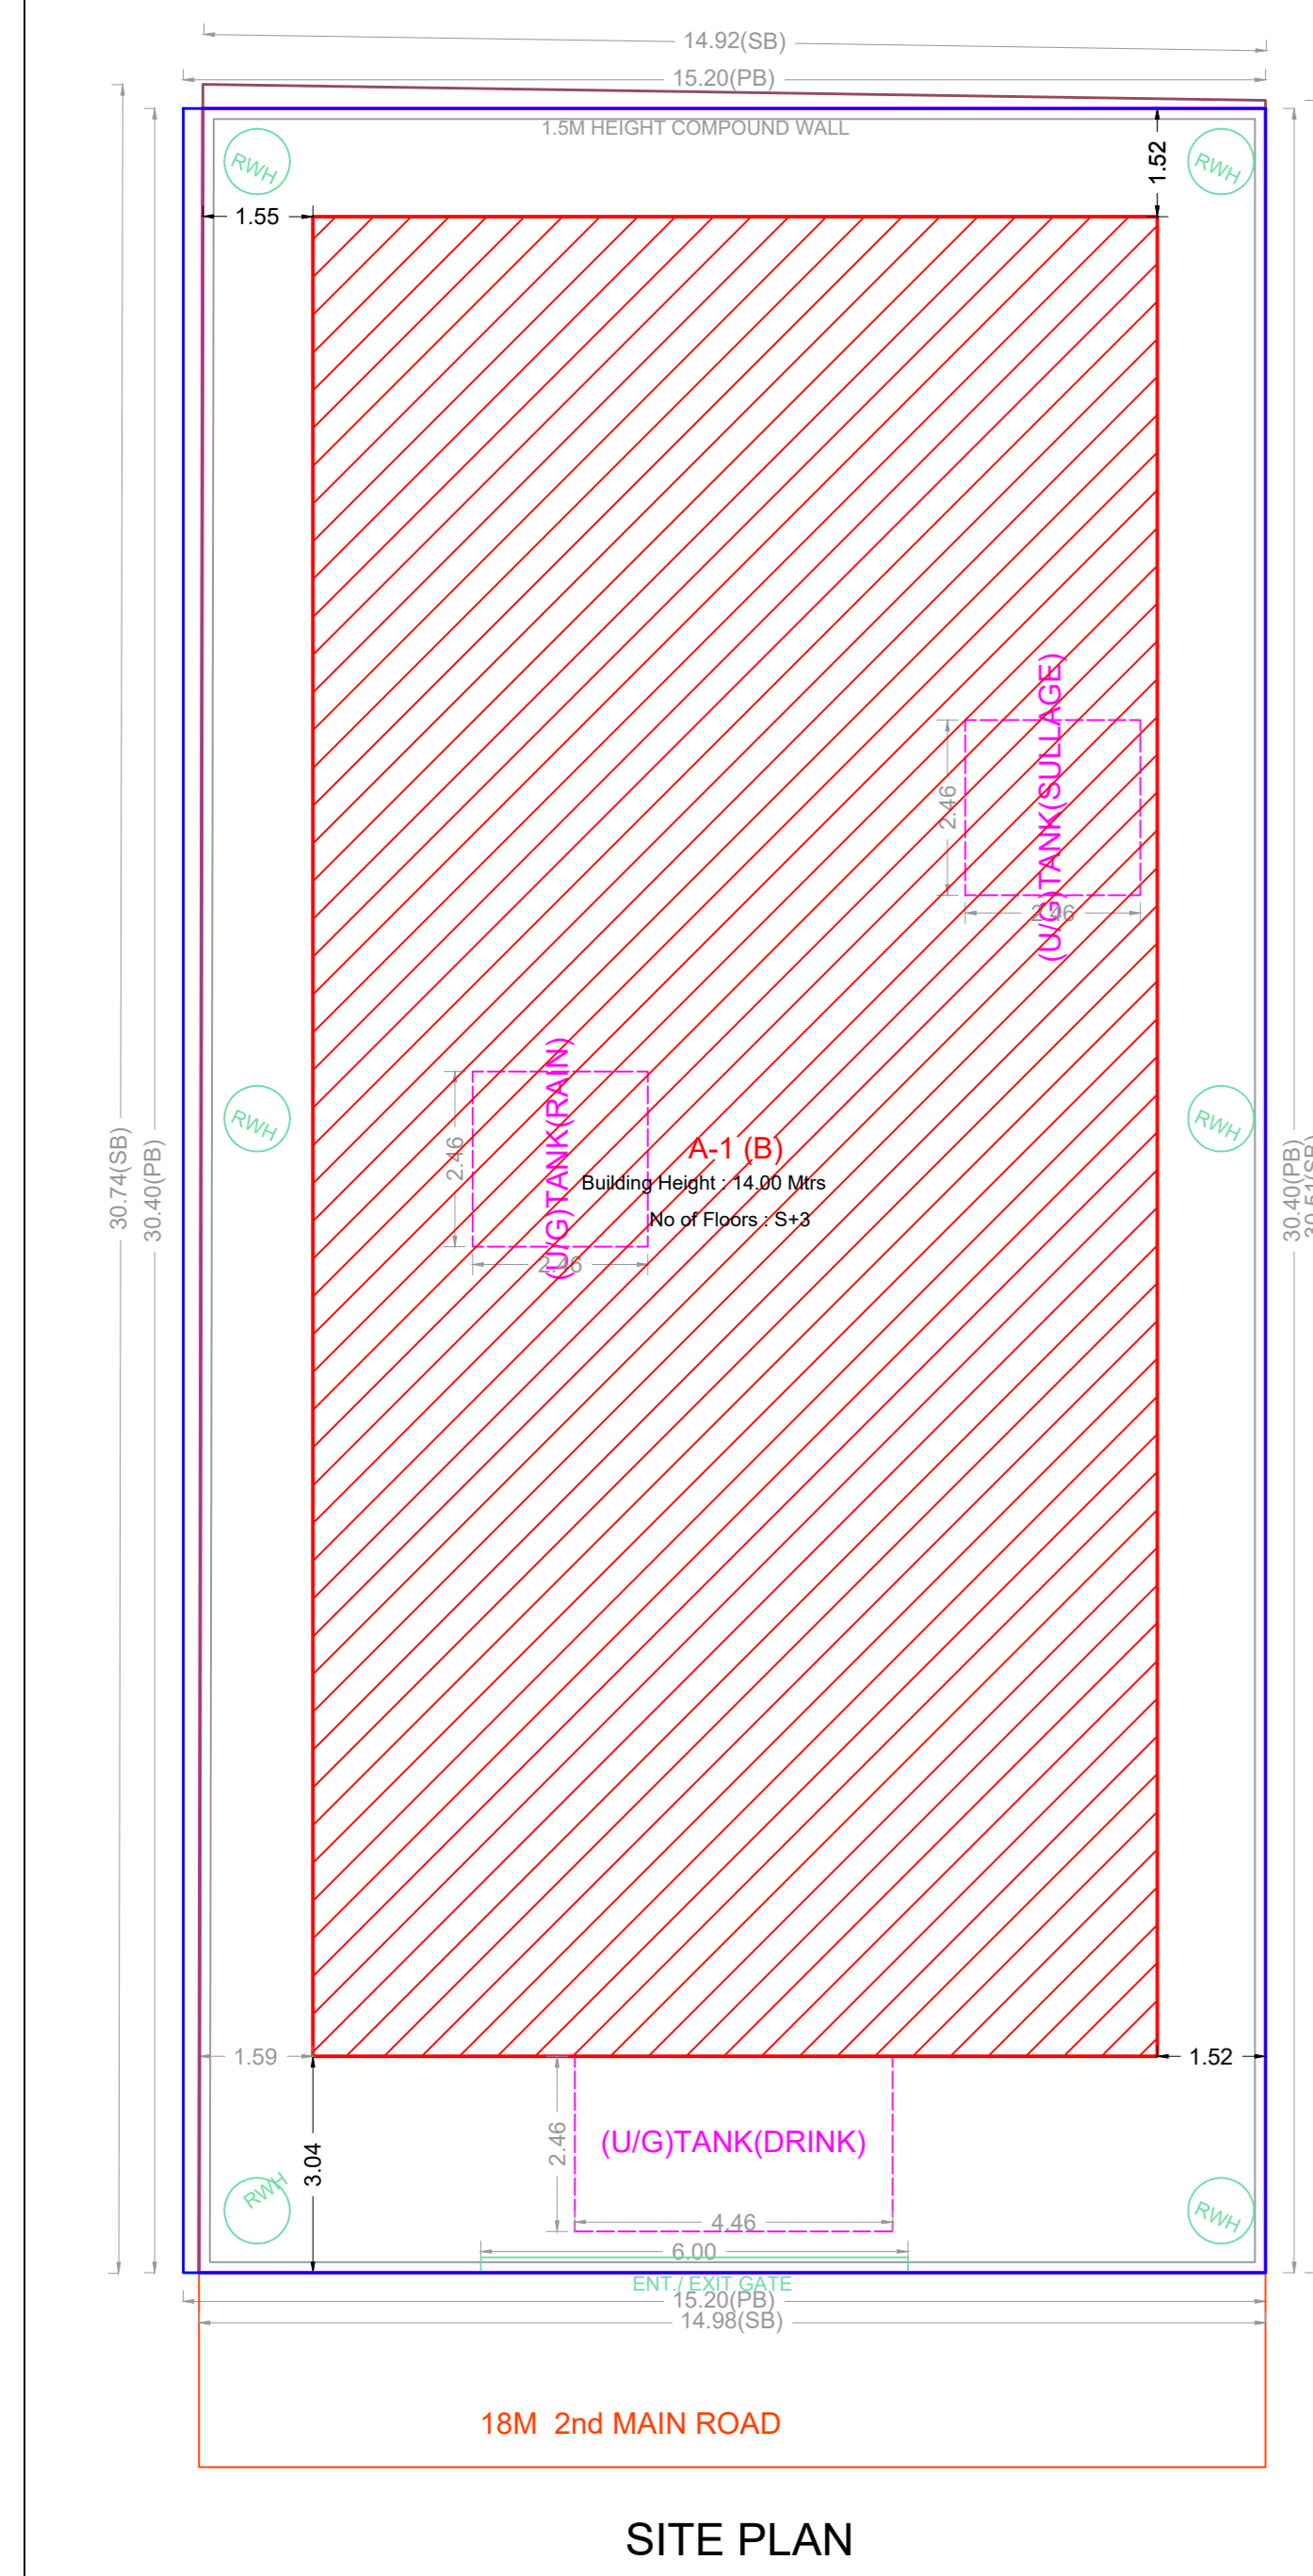 14.92(SB)
15.20(PB)
1.5M HEIGHT COMPOUND WALL
RWH
RWH
1.52
1.55
(U/G)TANK(SULLAGE)
2.46
2.46
(U/G)TANK(RAIN)
2.46
2.46
RWH
RWH
A-1 (B)
Building Height : 14.00 Mtrs
No of Floors : S+3
30.74(SB)
30.40(PB)
30.40(PB)
30.51(SB)
1.59
1.52
3.04
2.46
(U/G)TANK(DRINK)
4.46
RWH
RWH
6.00
ENT./ EXIT GATE
15.20(PB)
14.98(SB)
18M 2nd MAIN ROAD
SITE PLAN